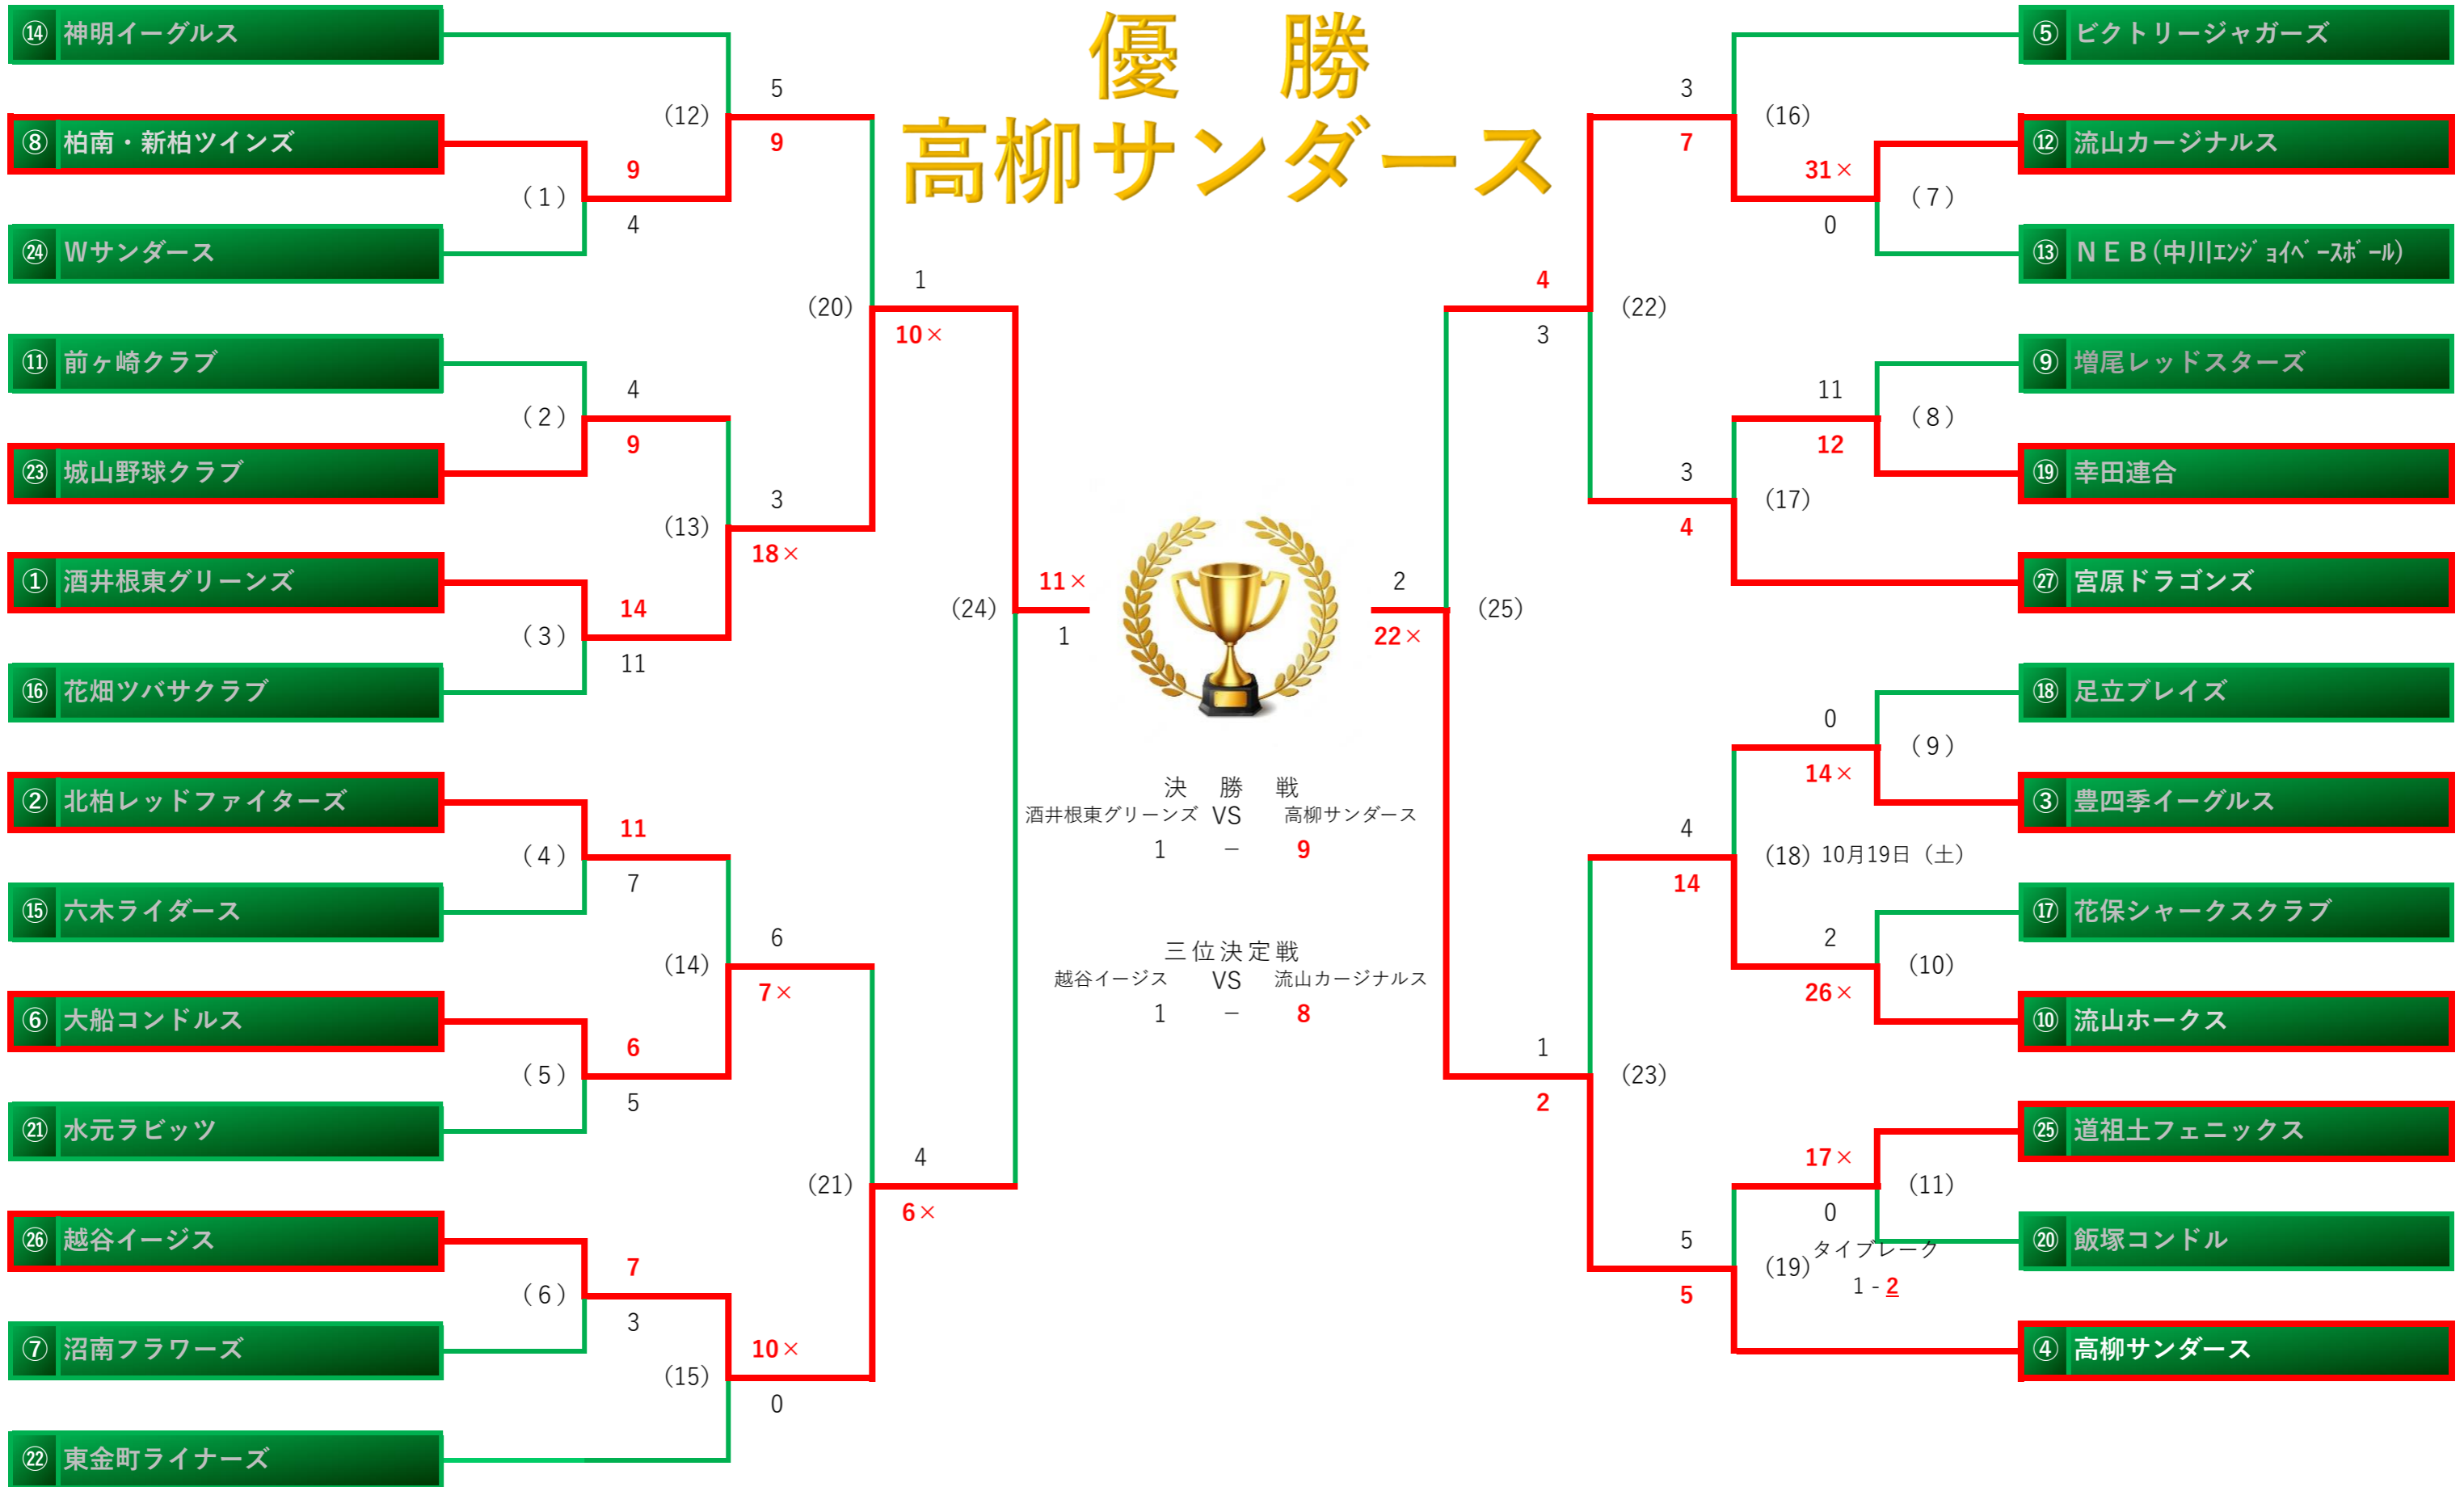 優 勝
高柳サンダース
⑭ 神明イーグルス
⑧ 柏南・新柏ツインズ
㉔ Wサンダース
⑪ 前ヶ崎クラブ
㉓ 城山野球クラブ
① 酒井根東グリーンズ
⑯ 花畑ツバサクラブ
② 北柏レッドファイターズ
⑮ 六木ライダース
⑥ 大船コンドルス
㉑ 水元ラビッツ
㉖ 越谷イージス
⑦ 沼南フラワーズ
㉒ 東金町ライナーズ
(1)
9
4
(2)
4
9
(3)
14
11
(4)
11
7
(5)
6
5
(6)
7
3
(12)
5
9
(13)
3
18×
(14)
6
7×
(15)
10×
0
(20)
1
10×
(21)
4
6×
(24)
11×
1
決 勝 戦
酒井根東グリーンズ VS 高柳サンダース
1 − 9
三位決定戦
越谷イージス VS 流山カージナルス
1 − 8
2
22×
(25)
4
3
(22)
1
2
(23)
3
7
(16)
3
4
(17)
4
14
(18) 10月19日（土）
5
5
(19)
タイブレーク
1 - 2
31×
0
(7)
11
12
(8)
0
14×
(9)
2
26×
(10)
17×
0
(11)
⑤ ビクトリージャガーズ
⑫ 流山カージナルス
⑬ ＮＥＢ(中川ｴﾝｼﾞｮｲﾍﾞｰｽﾎﾞｰﾙ)
⑨ 増尾レッドスターズ
⑲ 幸田連合
㉗ 宮原ドラゴンズ
⑱ 足立ブレイズ
③ 豊四季イーグルス
⑰ 花保シャークスクラブ
⑩ 流山ホークス
㉕ 道祖土フェニックス
⑳ 飯塚コンドル
④ 高柳サンダース